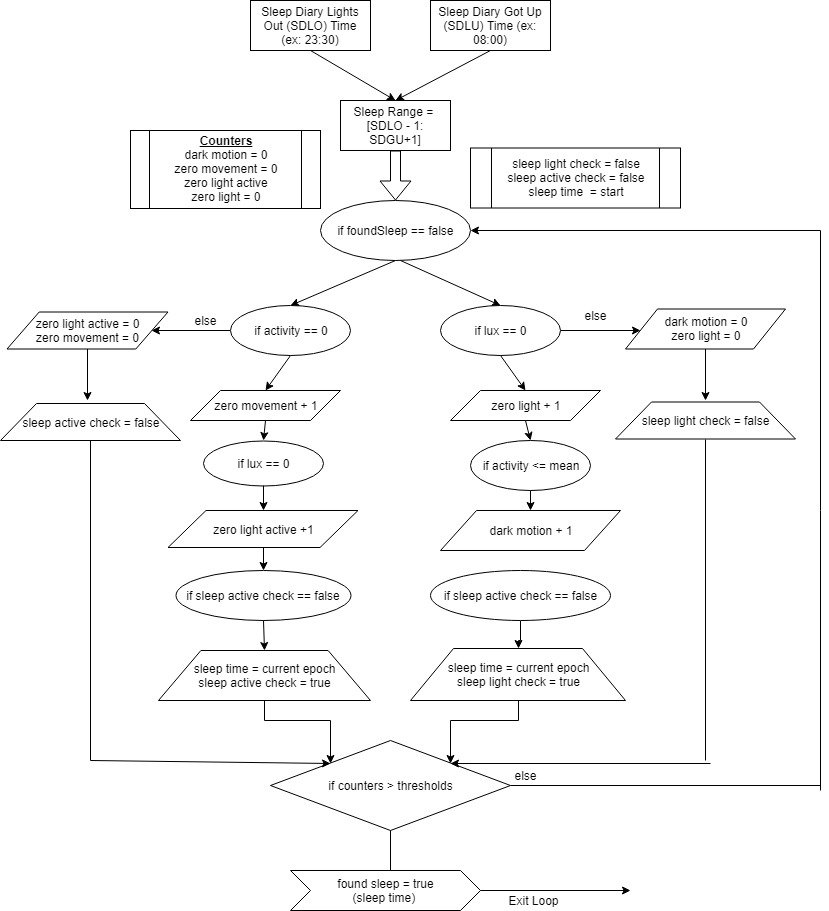 Sleep Diary Lights
Out (SDLO) Time
(ex: 23:30)
Sleep Diary Got Up
(SDLU) Time (ex:
08:00)
Sleep Range =
[SDLO - 1:
SDGU+1]
Counters
dark motion = 0
zero movement = 0
zero light active
zero light = 0
sleep light check = false
sleep active check = false
sleep time = start
if foundSleep == false
zero light active = 0
zero movement = 0
else
if activity == 0
if lux == 0
else
dark motion = 0
zero light = 0
sleep active check = false
zero movement + 1
zero light + 1
sleep light check = false
if lux == 0
if activity <= mean
zero light active +1
dark motion + 1
if sleep active check == false
if sleep active check == false
sleep time = current epoch
sleep active check = true
sleep time = current epoch
sleep light check = true
if counters > thresholds
else
found sleep = true
(sleep time)
Exit Loop